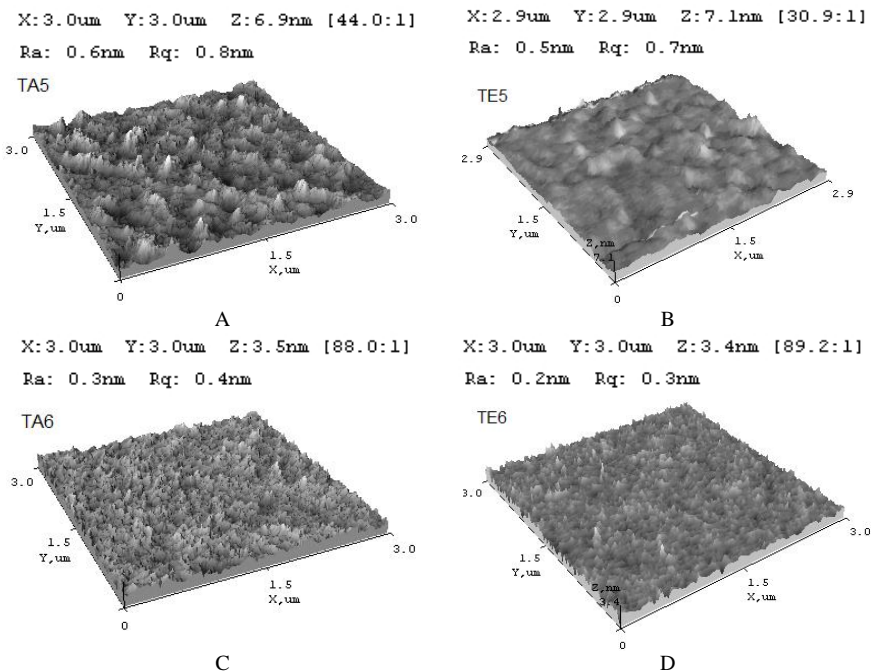 X:3.0um Y:3.0um Z:6.9nm [44.0:1]
Ra: 0.6nm Rq: 0.8nm
TA5
3.0
1.5
Y,um
0
1.5
X,um
3.0
A
X:2.9um Y:2.9um Z:7.1nm [30.9:1]
Ra: 0.5nm Rq: 0.7nm
TE5
2.9
1.5
Y,um
Z,nm
7.1
0
1.5
X,um
2.9
B
X:3.0um Y:3.0um Z:3.5nm [88.0:1]
Ra: 0.3nm Rq: 0.4nm
TA6
3.0
1.5
Y,um
0
1.5
X,um
3.0
C
X:3.0um Y:3.0um Z:3.4nm [89.2:1]
Ra: 0.2nm Rq: 0.3nm
TE6
3.0
1.5
Y,um
Z,nm
3.4
0
1.5
X,um
3.0
D